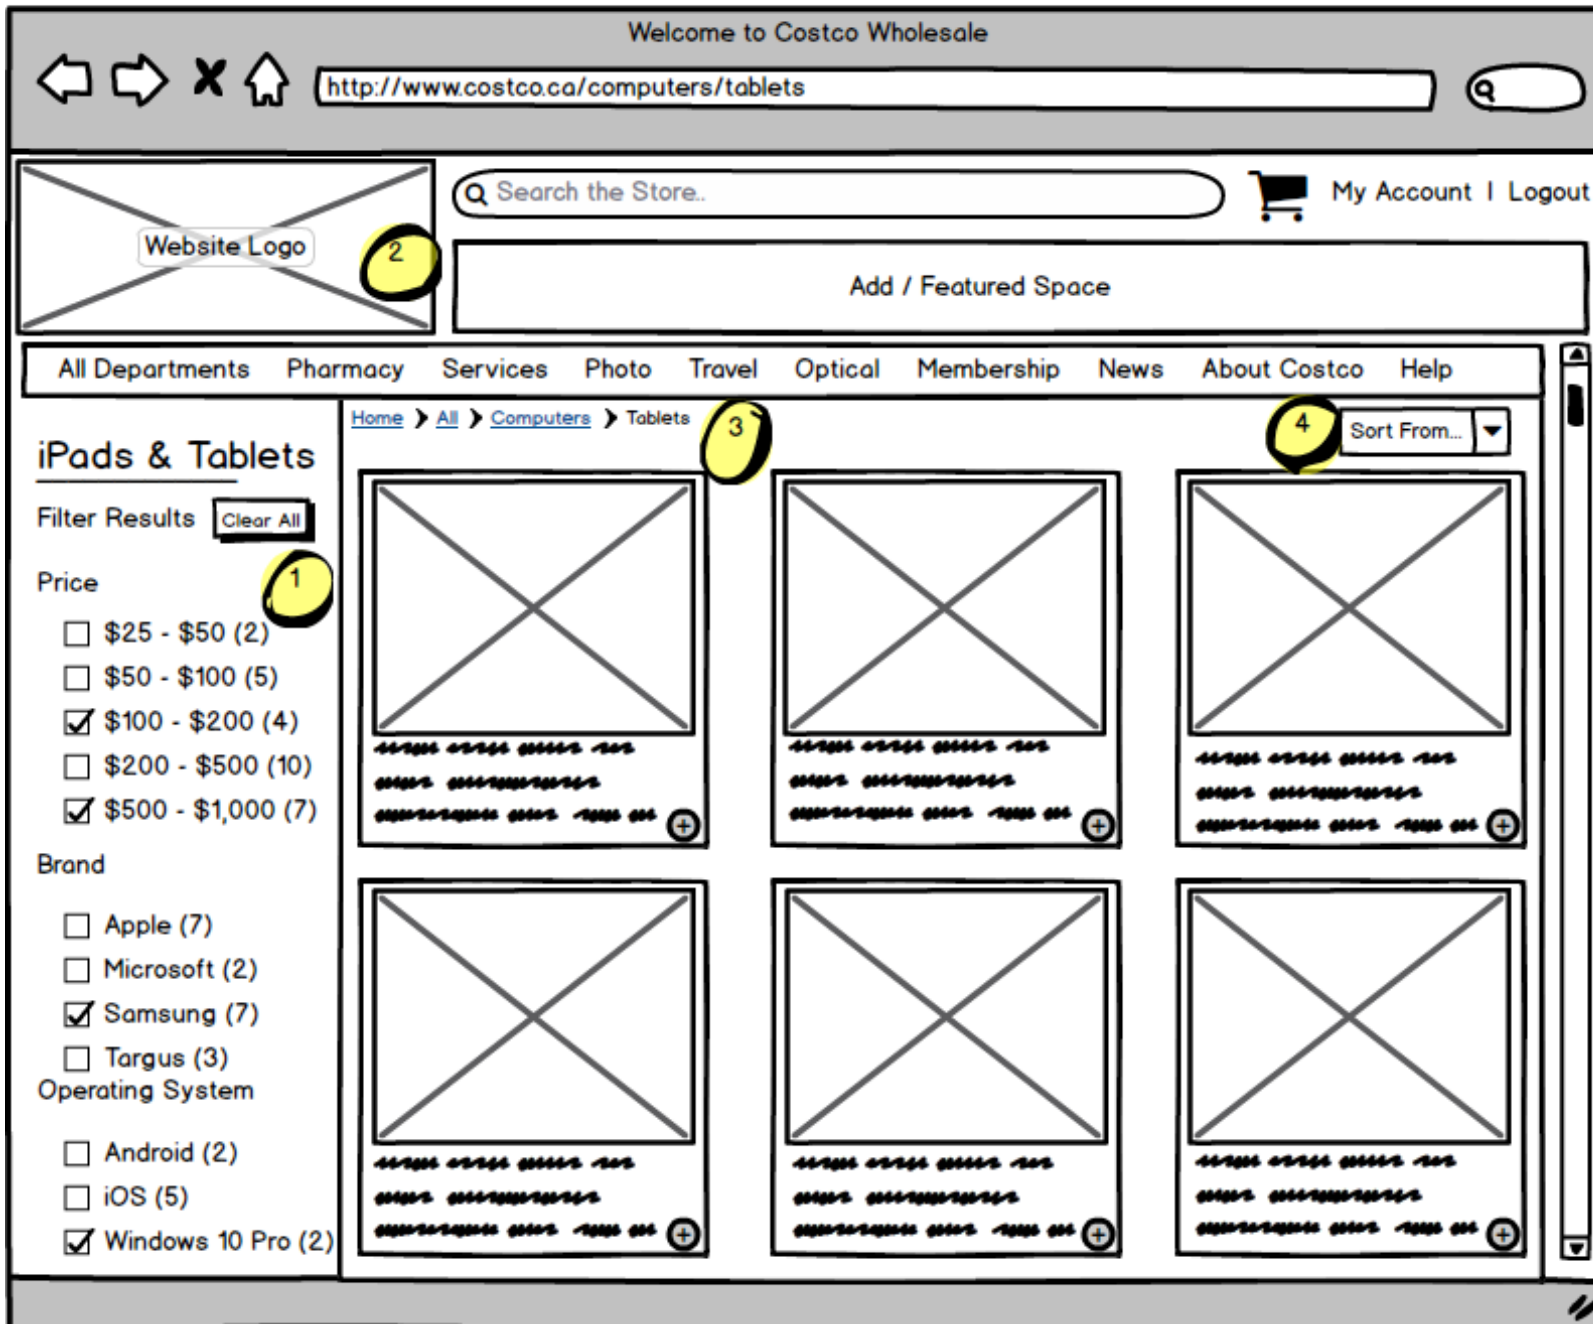 Welcome to Costco Wholesale
http://www.costco.ca/computers/tablets
Search the Store..
My Account | Logout
Website Logo
2
Add / Featured Space
All Departments Pharmacy Services Photo Travel Optical Membership News About Costco Help
Home All Computers Tablets
3
4
Sort From...
iPads & Tablets
Filter Results Clear All
1
Price
$25 - $50 (2)
$50 - $100 (5)
$100 - $200 (4)
$200 - $500 (10)
$500 - $1,000 (7)
Brand
Apple (7)
Microsoft (2)
Samsung (7)
Targus (3)
Operating System
Android (2)
iOS (5)
Windows 10 Pro (2)